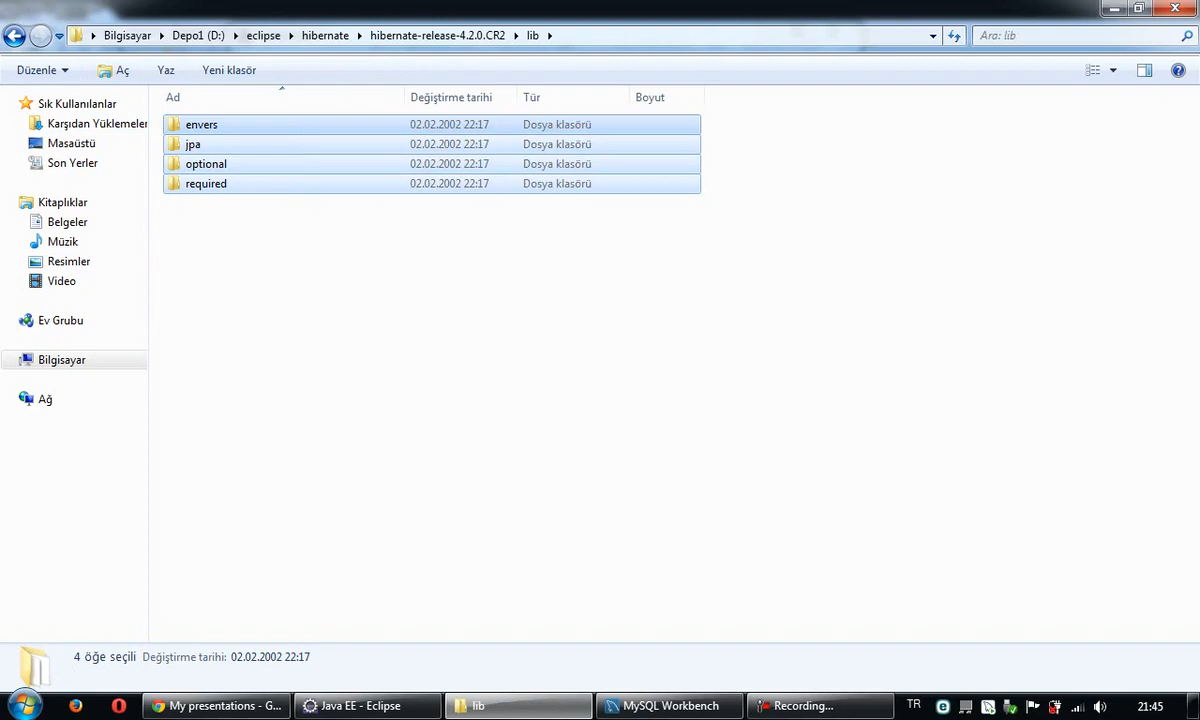 Bilgisayar Depo1 (D:) eclipse hibernate hibernate-release-4.2.0.CR2 lib
Ara: lib
Düzenle Aç Yaz Yeni klasör
Ad Değiştirme tarihi Tür Boyut
envers 02.02.2002 22:17 Dosya klasörü
jpa 02.02.2002 22:17 Dosya klasörü
optional 02.02.2002 22:17 Dosya klasörü
required 02.02.2002 22:17 Dosya klasörü
Sık Kullanılanlar
Karşıdan Yüklemeler
Masaüstü
Son Yerler
Kitaplıklar
Belgeler
Müzik
Resimler
Video
Ev Grubu
Bilgisayar
Ağ
4 öğe seçili Değiştirme tarihi: 02.02.2002 22:17
My presentations - G... Java EE - Eclipse lib MySQL Workbench Recording... TR 21:45